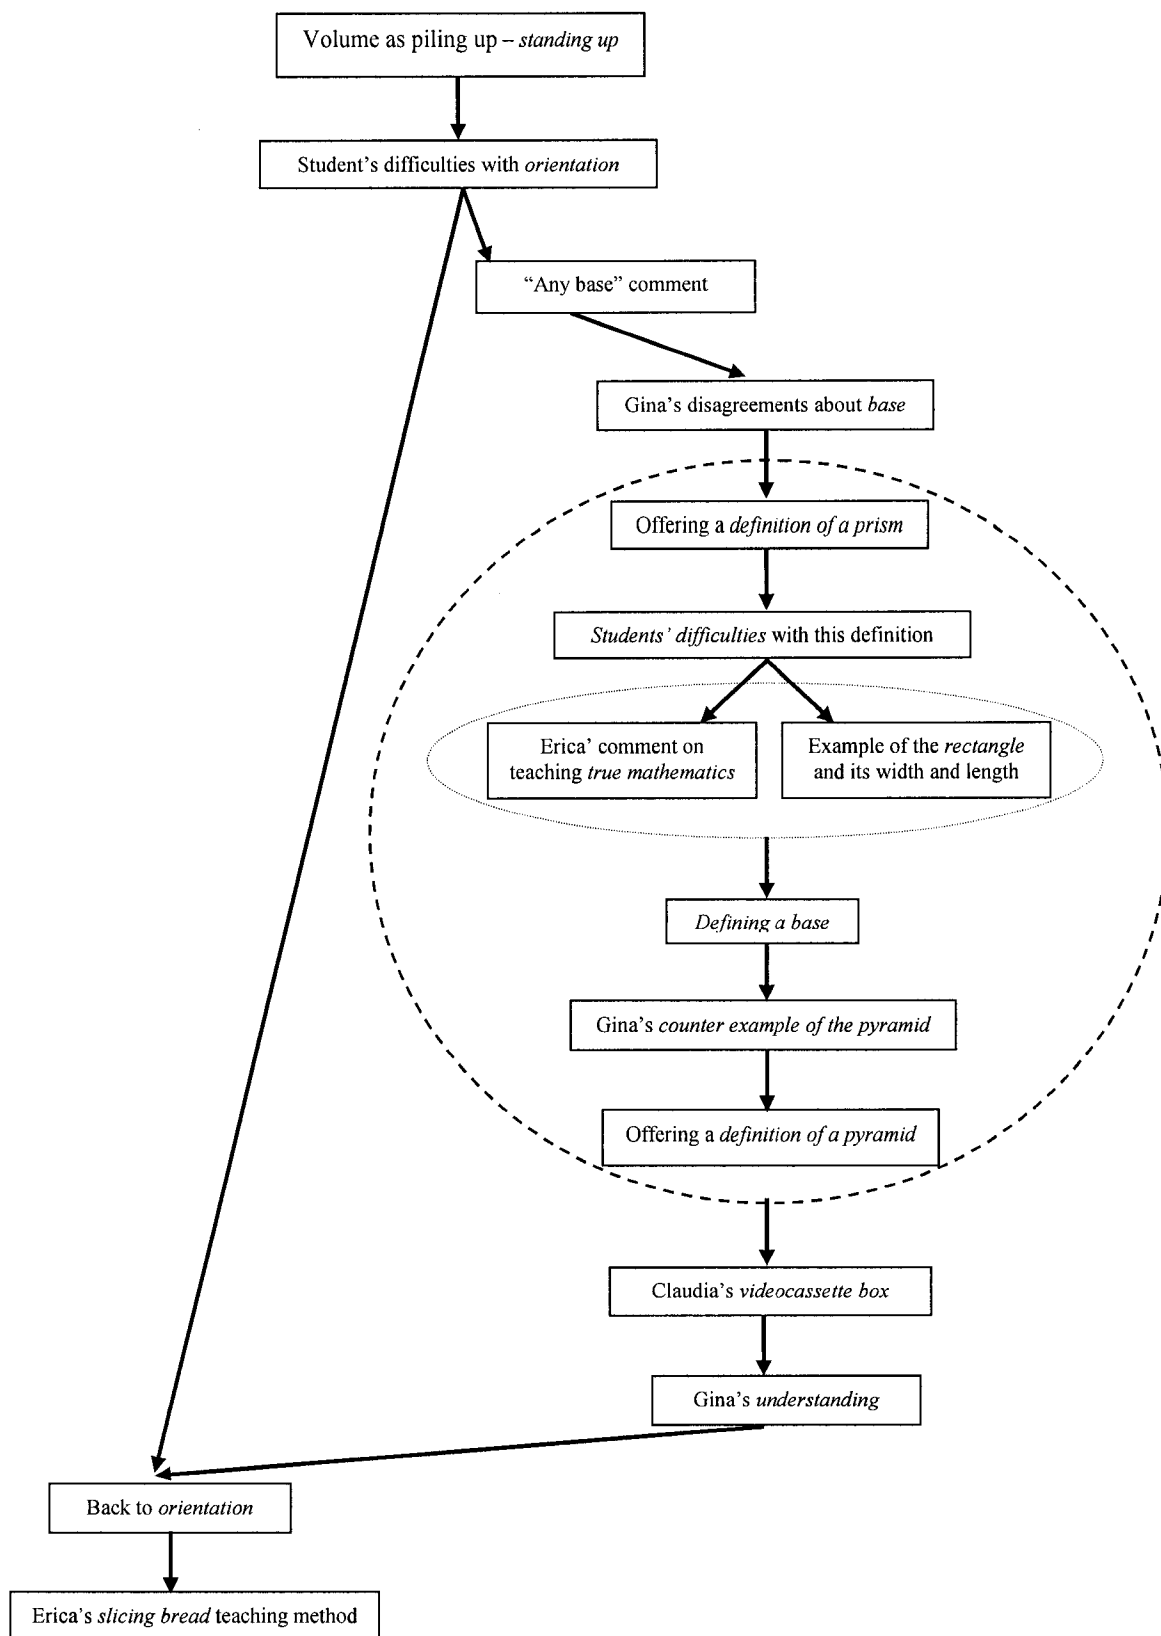 Volume as piling up – standing up
Student’s difficulties with orientation
“Any base” comment
Gina’s disagreements about base
Offering a definition of a prism
Students’ difficulties with this definition
Erica’ comment on
teaching true mathematics
Example of the rectangle
and its width and length
Defining a base
Gina’s counter example of the pyramid
Offering a definition of a pyramid
Claudia’s videocassette box
Gina’s understanding
Back to orientation
Erica’s slicing bread teaching method